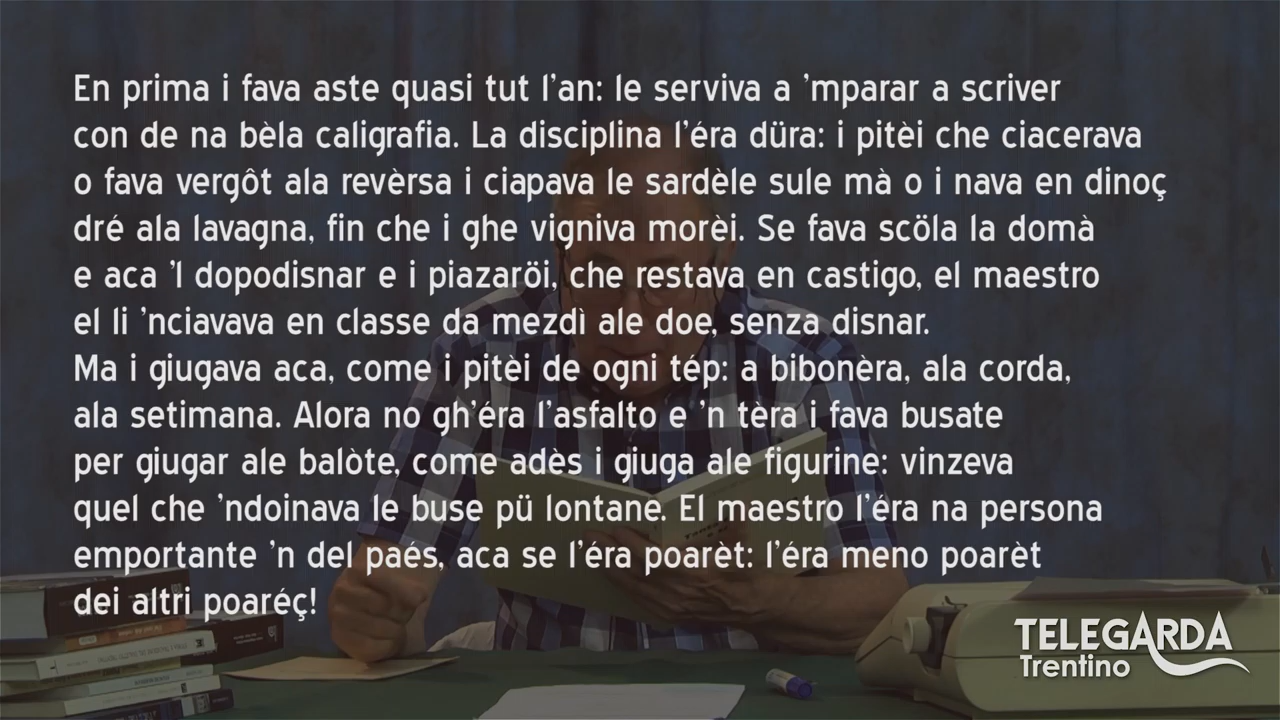 En prima i fava aste quasi tut l'an: le serviva a 'mparar a scriver
con de na bèla caligrafia. La disciplina l'éra düra: i pitèi che ciacerava
o fava vergôt ala revèrsa i ciapava le sardèle sule mà o i nava en dinoç
dré ala lavagna, fin che i ghe vigniva morèi. Se fava scöla la domà
e aca 'l dopodisnar e i piazaröi, che restava en castigo, el maestro
el li 'nciavava en classe da mezdì ale doe, senza disnar.
Ma i giugava aca, come i pitèi de ogni tép: a bibonèra, ala corda,
ala setimana. Alora no gh'éra l'asfalto e 'n tèra i fava busate
per giugar ale balòte, come adès i giuga ale figurine: vinzeva
quel che 'ndoinava le buse pü lontane. El maestro l'éra na persona
emportante 'n del paés, aca se l'éra poarèt: l'éra meno poarèt
dei altri poaréç!
TELEGARDA
Trentino